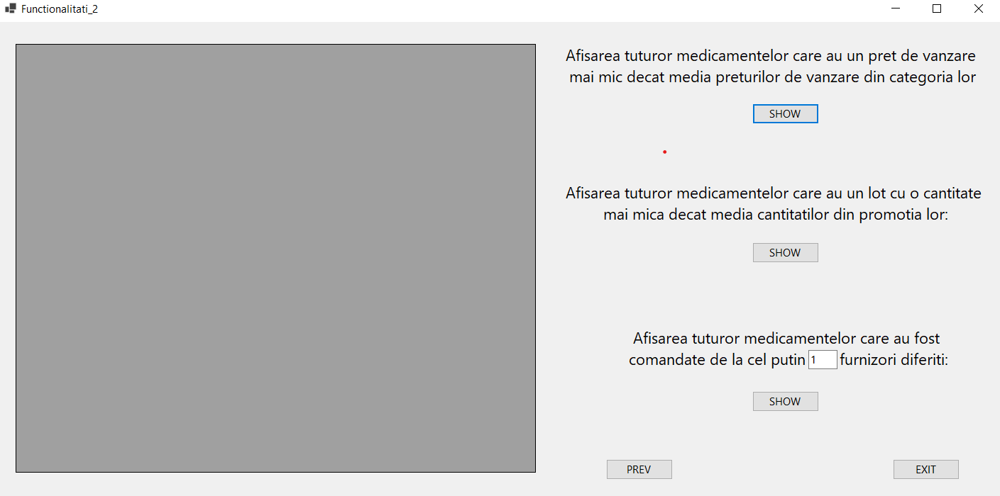 Functionalitati_2
Afisarea tuturor medicamentelor care au un pret de vanzare
mai mic decat media preturilor de vanzare din categoria lor
SHOW
Afisarea tuturor medicamentelor care au un lot cu o cantitate
mai mica decat media cantitatilor din promotia lor:
SHOW
Afisarea tuturor medicamentelor care au fost
comandate de la cel putin 1 furnizori diferiti:
SHOW
PREV EXIT